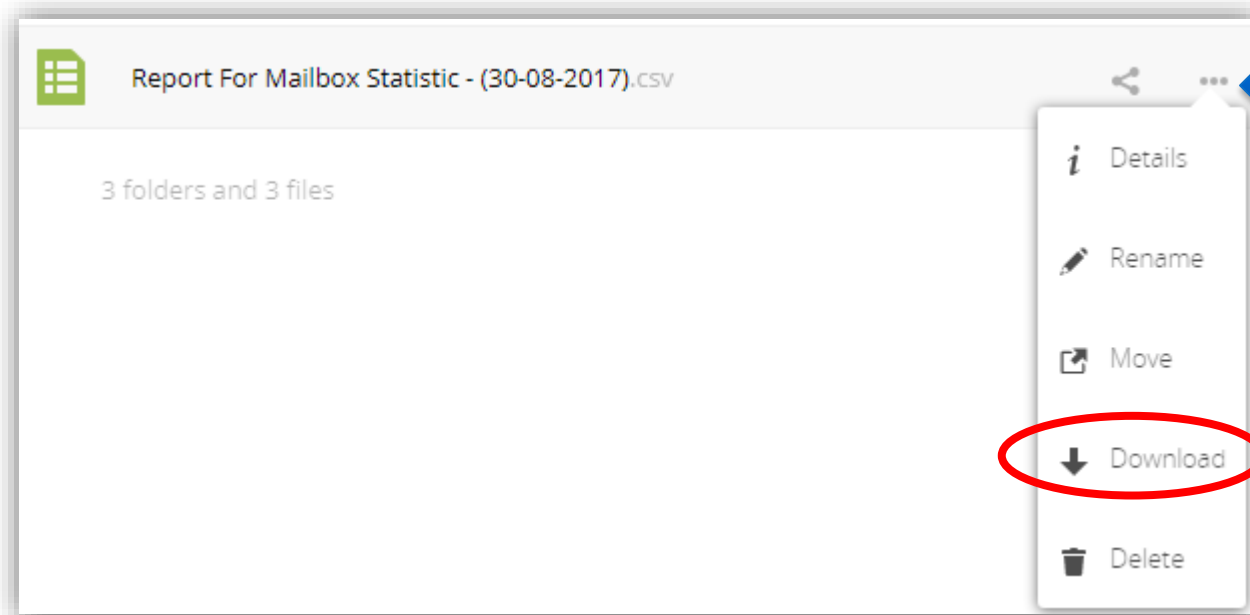 Report For Mailbox Statistic - (30-08-2017).csv
Details
3 folders and 3 files
Rename
Move
Download
Delete